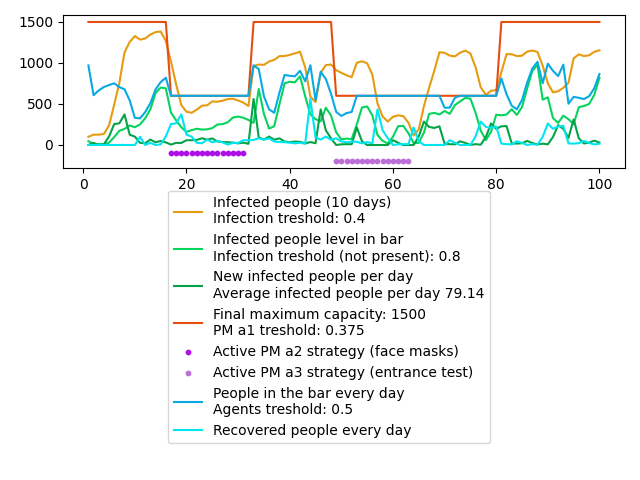 1500
1000
500
0
0 20 40 60 80 100
Infected people (10 days)
Infection treshold: 0.4
Infected people level in bar
Infection treshold (not present): 0.8
New infected people per day
Average infected people per day 79.14
Final maximum capacity: 1500
PM a1 treshold: 0.375
Active PM a2 strategy (face masks)
Active PM a3 strategy (entrance test)
People in the bar every day
Agents treshold: 0.5
Recovered people every day